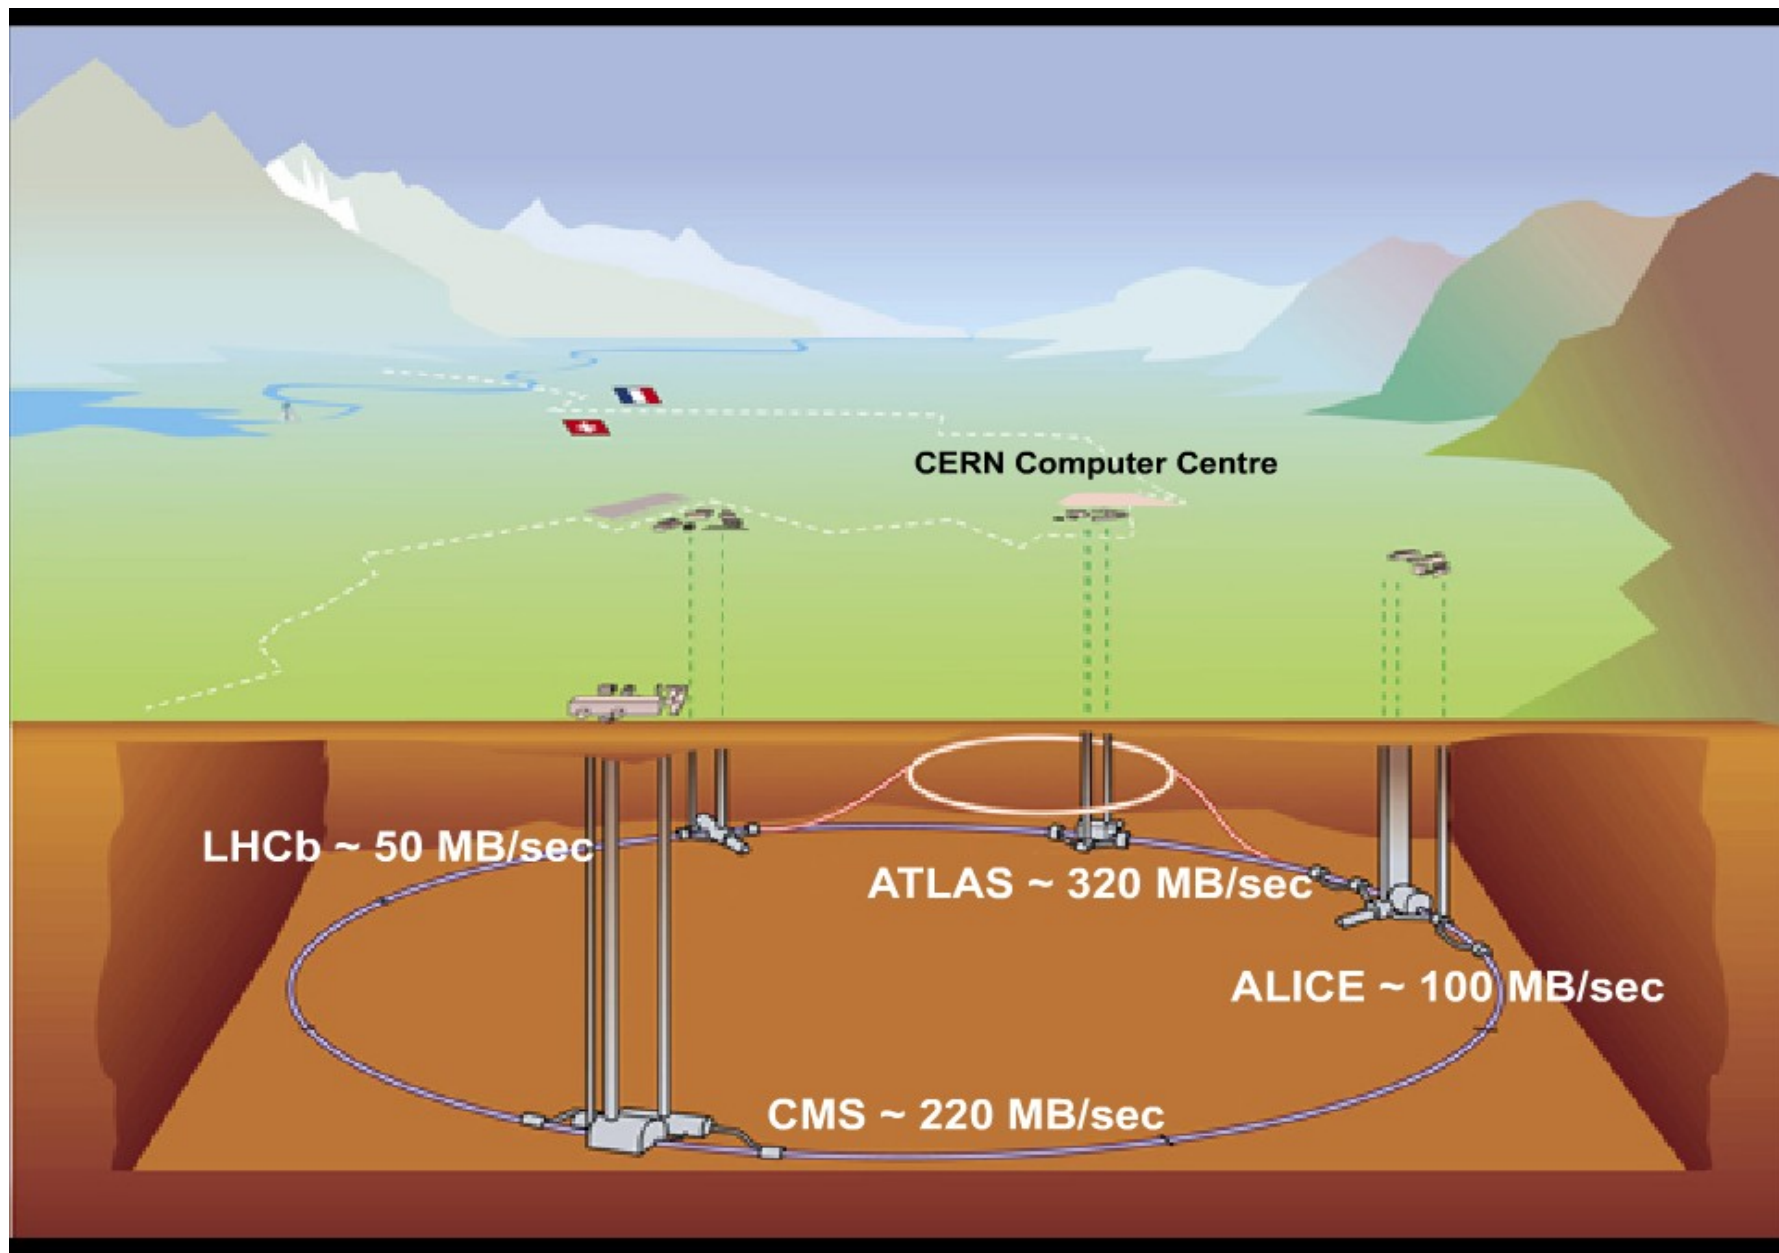 CERN Computer Centre
LHCb ~ 50 MB/sec
ATLAS ~ 320 MB/sec
ALICE ~ 100 MB/sec
CMS ~ 220 MB/sec